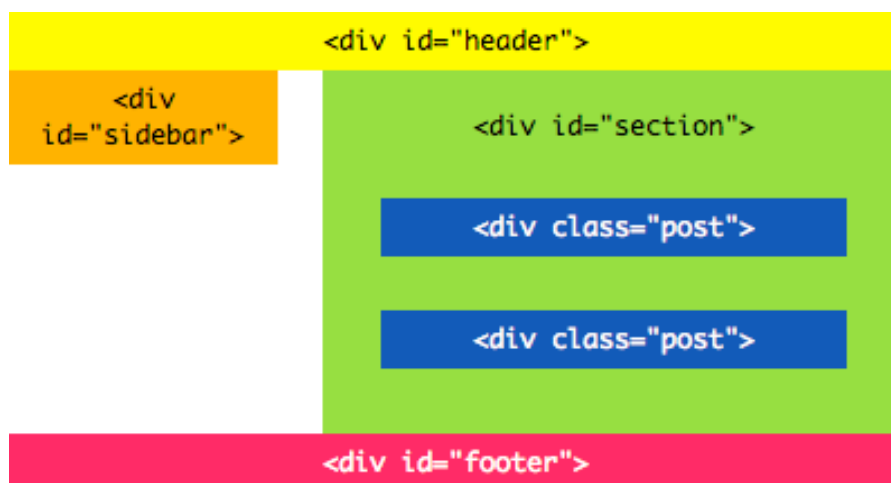 <div id="header">
<div
id="sidebar">
<div id="section">
<div class="post">
<div class="post">
<div id="footer">